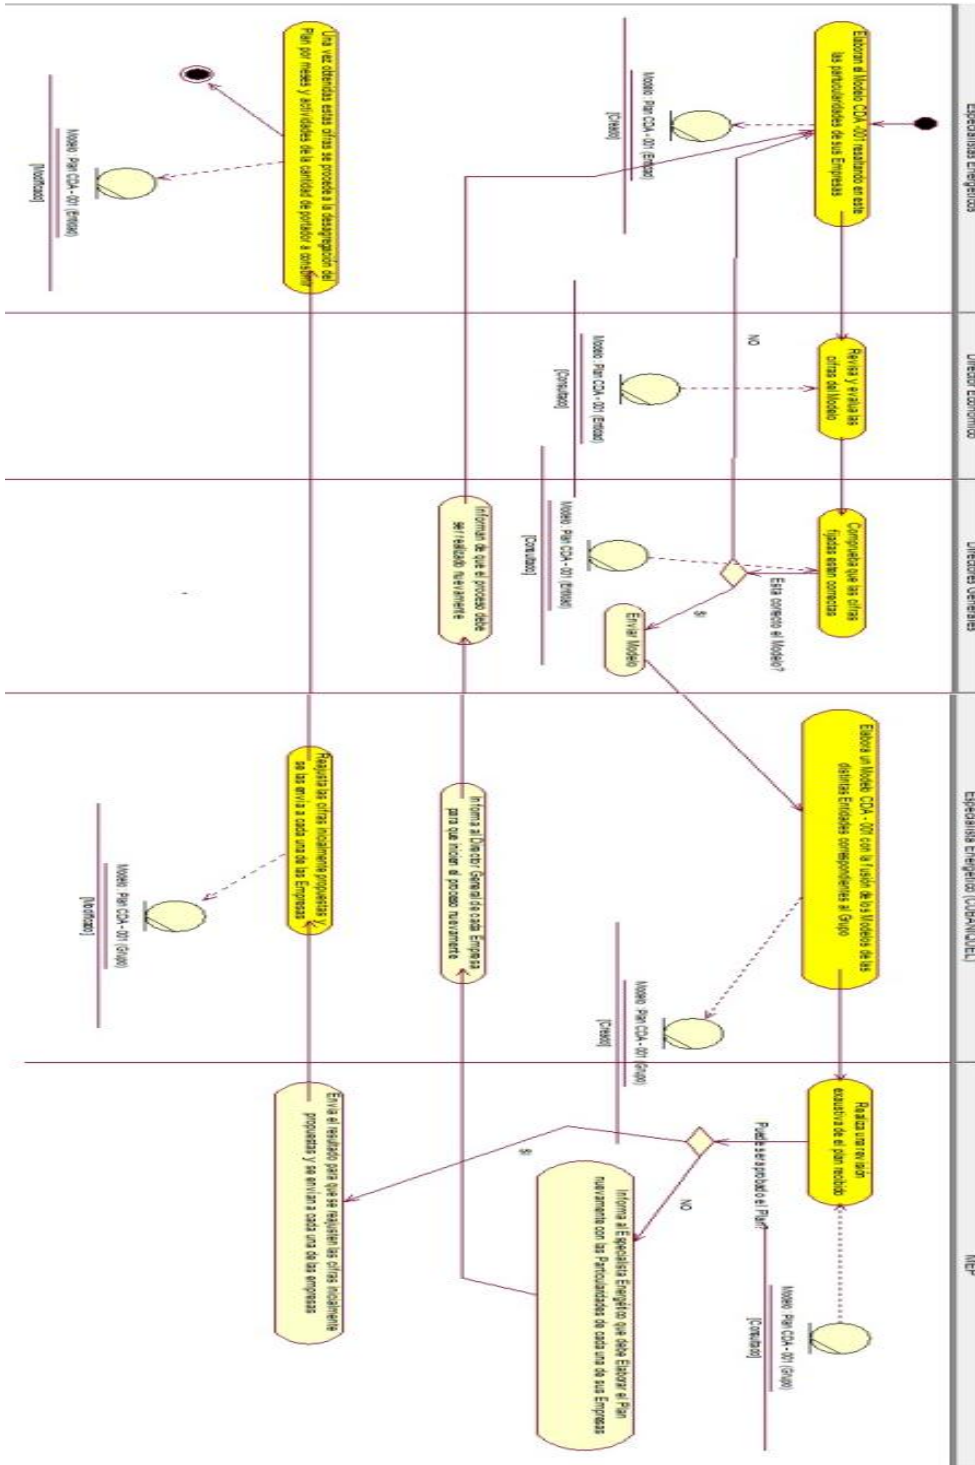 Especialistas Energéticos
Director Económico
Directores Generales
Especialista Energético (CUBANIQUEL)
MEP
Elaboran el Modelo CDA -001 resaltando en este
las particularidades de sus Empresas
Modelo : Plan CDA - 001 (Entidad)
[Creado]
Revisa y evalua las
cifras del Modelo
Modelo : Plan CDA - 001 (Entidad)
[Consultado]
Comprueba que las cifras
fijadas esten correctas
Modelo : Plan CDA - 001 (Entidad)
[Consultado]
Esta correcto el Modelo?
NO
SI
Enviar Modelo
Elabora un Modelo CDA - 001 con la fusión de los Modelos de las
distintas Entidades correspondientes al Grupo
Modelo : Plan CDA - 001 (Grupo)
[Creado]
Realiza una revisión
exaustiva de el plan recibido
Modelo : Plan CDA - 001 (Grupo)
[Consultado]
Puede ser aprobado el Plan?
NO
SI
Informa al Especialista Energético que debe Elaborar el Plan
nuevamente con las Particularidades de cada una de sus Empresas
Informa al Director General de cada Empresa
para que inicien el proceso nuevamente
Informan de que el proceso debe
ser realizado nuevamente
Envía el resultado para que se reajusten las cifras inicialmente
propuestas y se envían a cada una de las empresas
Reajusta las cifras inicialmente propuestas y
se las envía a cada una de las Empresas
Modelo : Plan CDA - 001 (Grupo)
[Modificado]
Una vez obtenidas estas cifras se procede a la desagregación del
Plan por meses y actividades de la cantidad de portador a consumir
Modelo : Plan CDA - 001 (Entidad)
[Modificado]